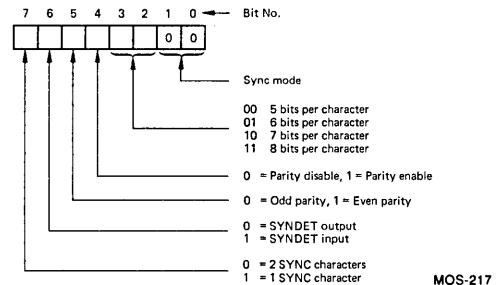 7 6 5 4 3 2 1 0 Bit No.
0 0
Sync mode
00 5 bits per character
01 6 bits per character
10 7 bits per character
11 8 bits per character
0 = Parity disable, 1 = Parity enable
0 = Odd parity, 1 = Even parity
0 = SYNDET output
1 = SYNDET input
0 = 2 SYNC characters
1 = 1 SYNC character
MOS-217